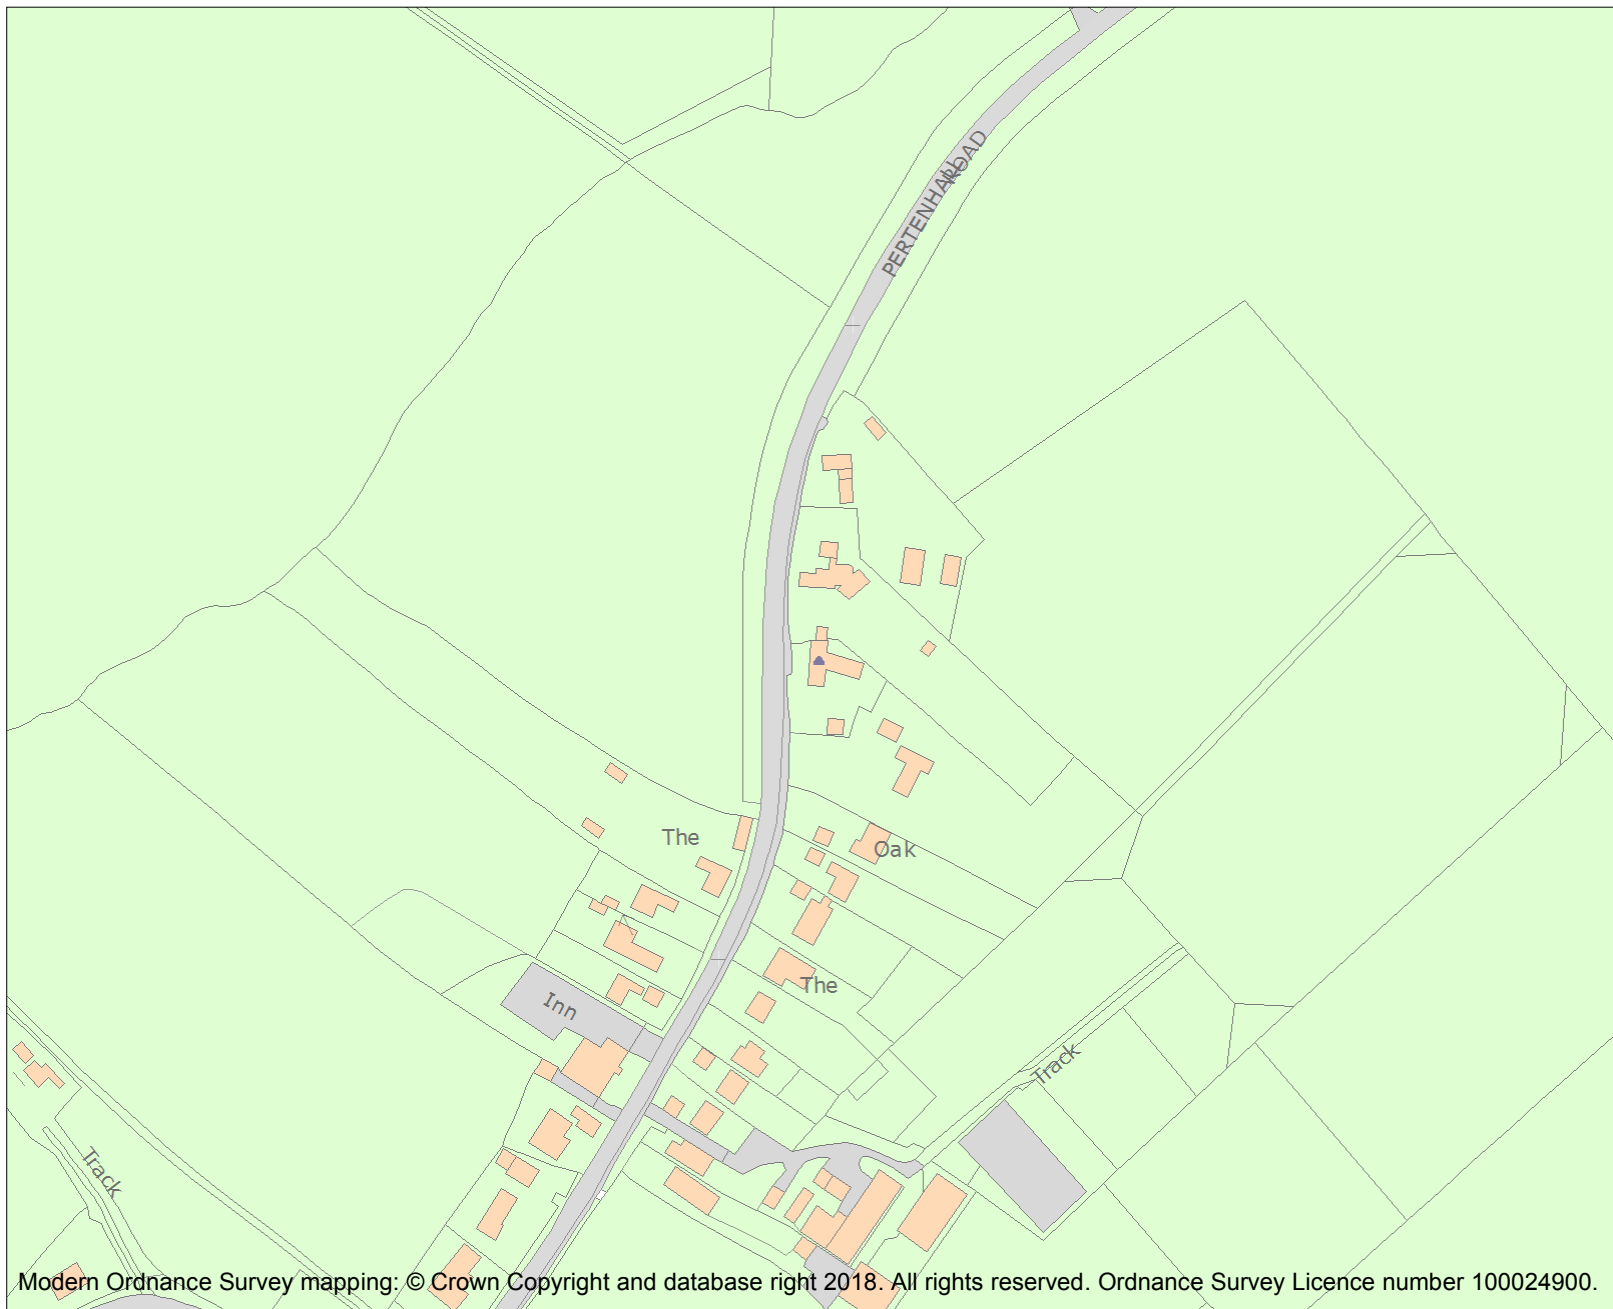 PERTENHALL ROAD
The
Oak
The
Inn
Track
Track
Modern Ordnance Survey mapping: © Crown Copyright and database right 2018. All rights reserved. Ordnance Survey Licence number 100024900.